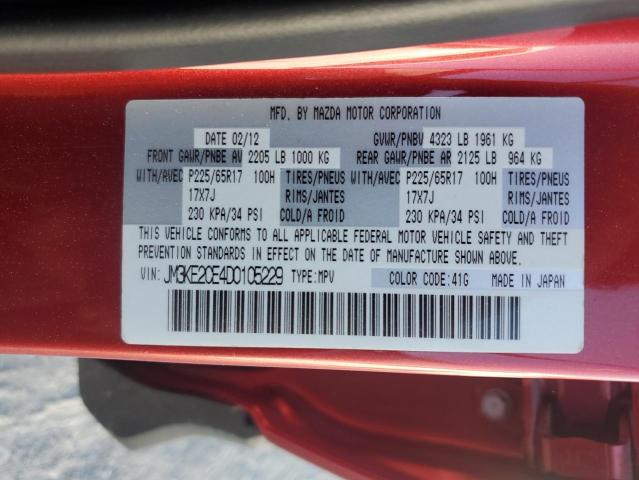 MFD. BY MAZDA MOTOR CORPORATION
DATE 02/12 GVWR/PNBV 4323 LB 1961 KG
FRONT GAWR/PNBE AV 2205 LB 1000 KG REAR GAWR/PNBE AR 2125 LB 964 KG
WITH/AVEC P225/65R17 100H TIRES/PNEUS WITH/AVEC P225/65R17 100H TIRES/PNEUS
17X7J RIMS/JANTES 17X7J RIMS/JANTES
230 KPA/34 PSI COLD/A FROID 230 KPA/34 PSI COLD/A FROID
THIS VEHICLE CONFORMS TO ALL APPLICABLE FEDERAL MOTOR VEHICLE SAFETY AND THEFT
PREVENTION STANDARDS IN EFFECT ON THE DATE OF MANUFACTURE SHOWN ABOVE.
VIN: JM3KE2CE4D0105229 TYPE:MPV COLOR CODE:41G MADE IN JAPAN